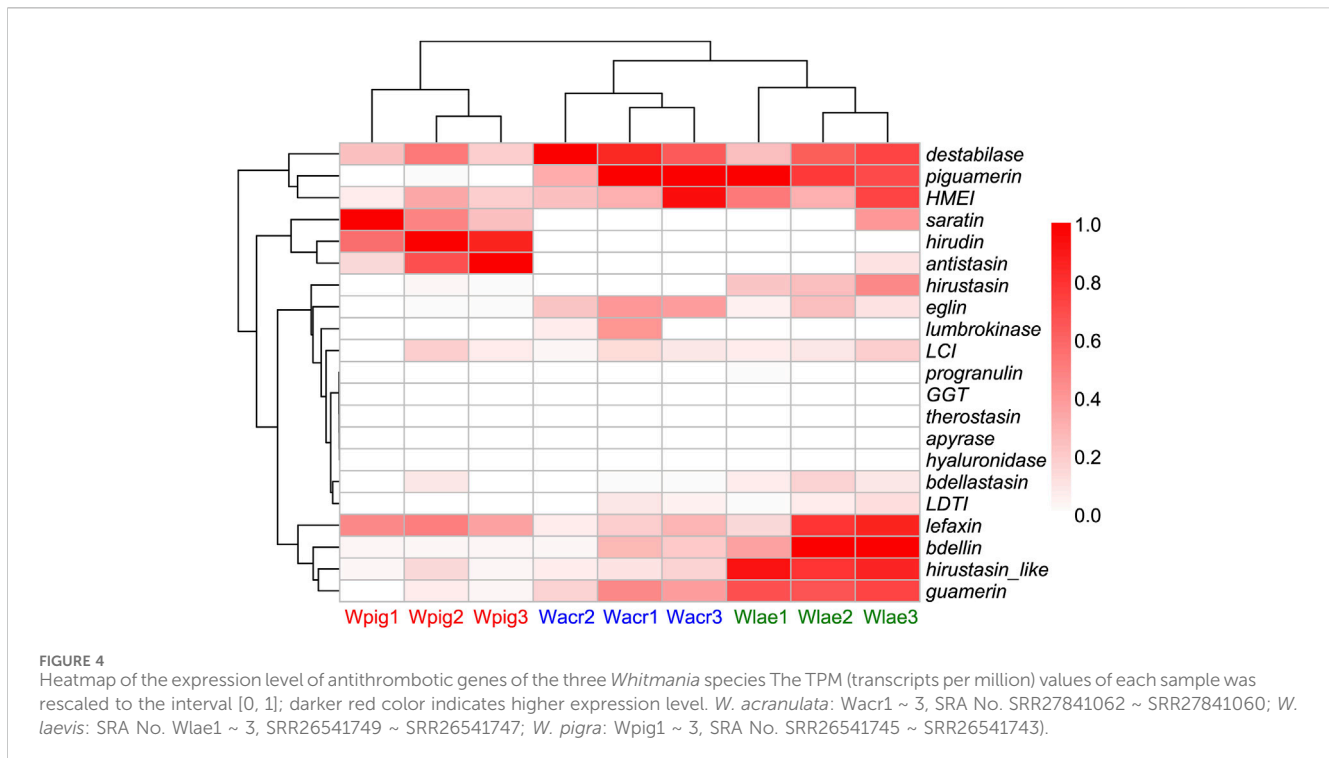 destabilase
piguamerin
HMEI
saratin
hirudin
antistasin
hirustasin
eglin
lumbrokinase
LCI
progranulin
GGT
therostasin
apyrase
hyaluronidase
bdellastasin
LDTI
lefaxin
bdellin
hirustasin_like
guamerin
1.0
0.8
0.6
0.4
0.2
0.0
Wpig1 Wpig2 Wpig3 Wacr2 Wacr1 Wacr3 Wlae1 Wlae2 Wlae3
FIGURE 4
Heatmap of the expression level of antithrombotic genes of the three Whitmania species The TPM (transcripts per million) values of each sample was
rescaled to the interval [0, 1]; darker red color indicates higher expression level. W. acranulata: Wacr1 ~ 3, SRA No. SRR27841062 ~ SRR27841060; W.
laevis: SRA No. Wlae1 ~ 3, SRR26541749 ~ SRR26541747; W. pigra: Wpig1 ~ 3, SRA No. SRR26541745 ~ SRR26541743).